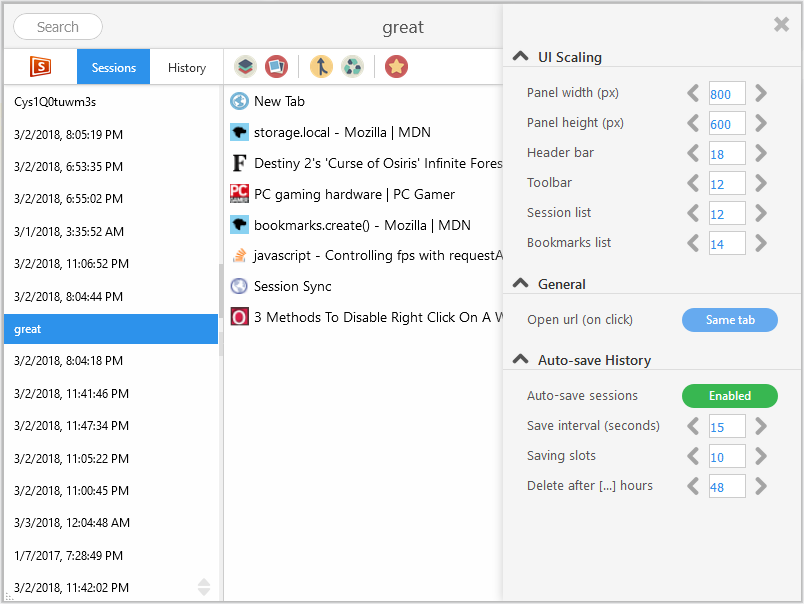 Search
great
S
Sessions
History
Cys1Q0tuwm3s
3/2/2018, 8:05:19 PM
3/2/2018, 6:53:35 PM
3/2/2018, 6:55:02 PM
3/1/2018, 3:35:52 AM
3/2/2018, 11:06:52 PM
3/2/2018, 8:04:44 PM
great
3/2/2018, 8:04:18 PM
3/2/2018, 11:41:46 PM
3/2/2018, 11:47:34 PM
3/2/2018, 11:05:22 PM
3/2/2018, 11:00:45 PM
3/3/2018, 12:04:48 AM
1/7/2017, 7:28:49 PM
3/2/2018, 11:42:02 PM
New Tab
storage.local - Mozilla | MDN
F Destiny 2's 'Curse of Osiris' Infinite Fores
PC GAMER PC gaming hardware | PC Gamer
bookmarks.create() - Mozilla | MDN
javascript - Controlling fps with requestA
Session Sync
O 3 Methods To Disable Right Click On A W
UI Scaling
Panel width (px) 800
Panel height (px) 600
Header bar 18
Toolbar 12
Session list 12
Bookmarks list 14
General
Open url (on click) Same tab
Auto-save History
Auto-save sessions Enabled
Save interval (seconds) 15
Saving slots 10
Delete after [...] hours 48